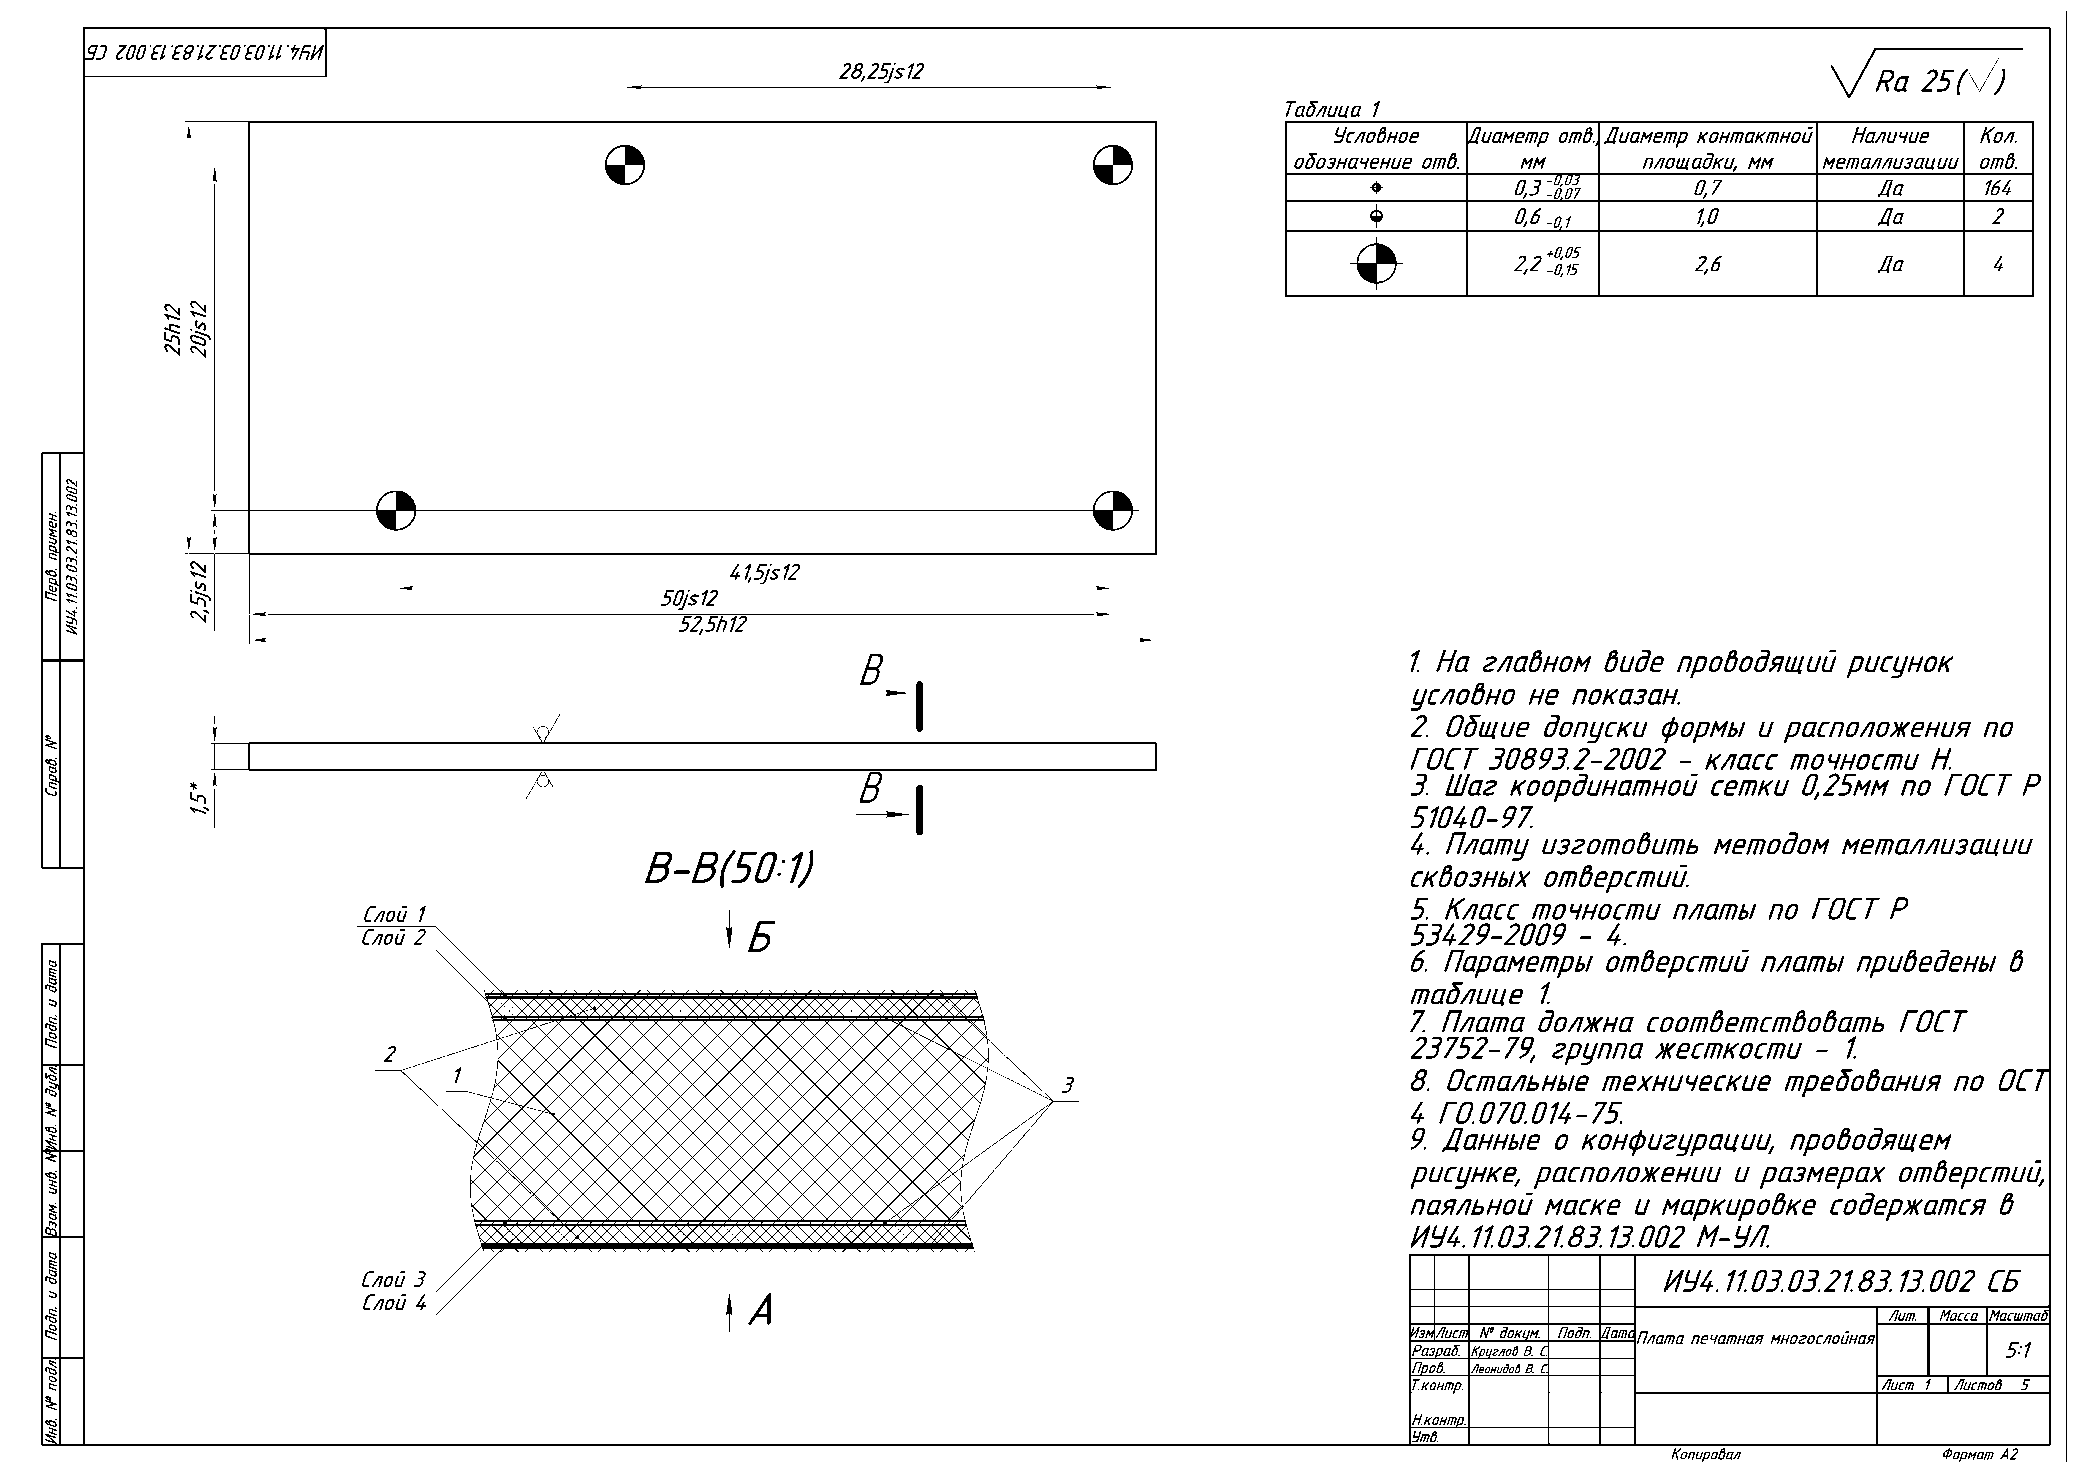 ИУ4.11.03.03.21.83.13.002 СБ
28,25js12
25h12
20js12
2,5js12
41,5js12
50js12
52,5h12
1,5*
В
В
В-В(50:1)
Б
Слой 1
Слой 2
2
1
3
Слой 3
Слой 4
А
Ra 25(√)
Таблица 1
Условное обозначение отв. Диаметр отв., мм Диаметр контактной площадки, мм Наличие металлизации Кол. отв.
0,3 -0,03 -0,07 0,7 Да 164
0,6 -0,1 1,0 Да 2
2,2 +0,05 -0,15 2,6 Да 4
1. На главном виде проводящий рисунок
условно не показан.
2. Общие допуски формы и расположения по
ГОСТ 30893.2-2002 - класс точности Н.
3. Шаг координатной сетки 0,25мм по ГОСТ Р
51040-97.
4. Плату изготовить методом металлизации
сквозных отверстий.
5. Класс точности платы по ГОСТ Р
53429-2009 - 4.
6. Параметры отверстий платы приведены в
таблице 1.
7. Плата должна соответствовать ГОСТ
23752-79, группа жесткости - 1.
8. Остальные технические требования по ОСТ
4 ГО.070.014-75.
9. Данные о конфигурации, проводящем
рисунке, расположении и размерах отверстий,
паяльной маске и маркировке содержатся в
ИУ4.11.03.21.83.13.002 М-УЛ.
ИУ4.11.03.03.21.83.13.002 СБ
Лит. Масса Масштаб
Изм Лист № докум. Подп. Дата
Плата печатная многослойная
Разраб. Круглов В. С.
5:1
Пров. Леонидов В. С.
Т.контр.
Лист 1 Листов 5
Н.контр.
Утв.
Копировал Формат А2
Перв. примен.
ИУ4.11.03.03.21.83.13.002
Справ. №
Подп. и дата
Инв. № дубл.
Взам. инв. №
Подп. и дата
Инв. № подл.